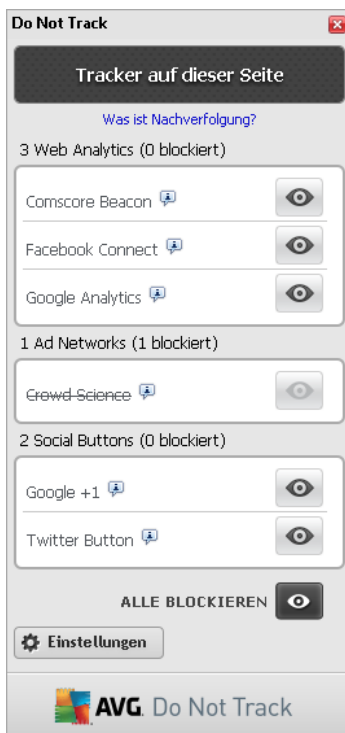 Do Not Track
Tracker auf dieser Seite
Was ist Nachverfolgung?
3 Web Analytics (0 blockiert)
Comscore Beacon
Facebook Connect
Google Analytics
1 Ad Networks (1 blockiert)
Crowd Science
2 Social Buttons (0 blockiert)
Google +1
Twitter Button
ALLE BLOCKIEREN
Einstellungen
AVG. Do Not Track